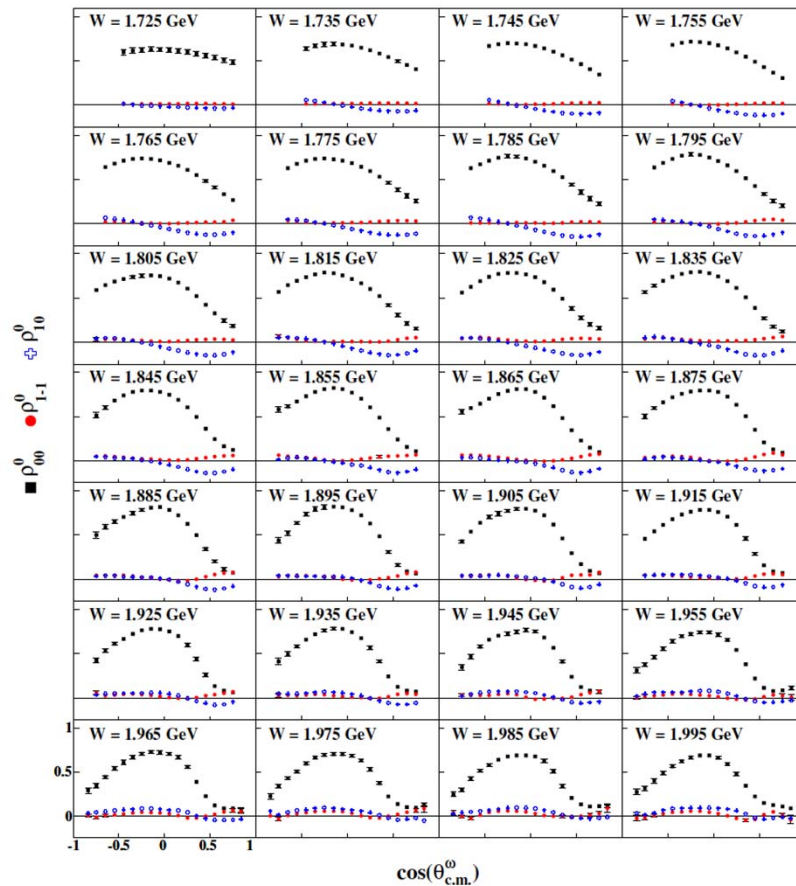 W = 1.725 GeV
W = 1.735 GeV
W = 1.745 GeV
W = 1.755 GeV
W = 1.765 GeV
W = 1.775 GeV
W = 1.785 GeV
W = 1.795 GeV
W = 1.805 GeV
W = 1.815 GeV
W = 1.825 GeV
W = 1.835 GeV
W = 1.845 GeV
W = 1.855 GeV
W = 1.865 GeV
W = 1.875 GeV
W = 1.885 GeV
W = 1.895 GeV
W = 1.905 GeV
W = 1.915 GeV
W = 1.925 GeV
W = 1.935 GeV
W = 1.945 GeV
W = 1.955 GeV
W = 1.965 GeV
W = 1.975 GeV
W = 1.985 GeV
W = 1.995 GeV
1
0.5
0
-1 -0.5 0 0.5 1
cos(θ^ω_c.m.)
■ ρ^0_00 ● ρ^0_1-1 ✚ ρ^0_10